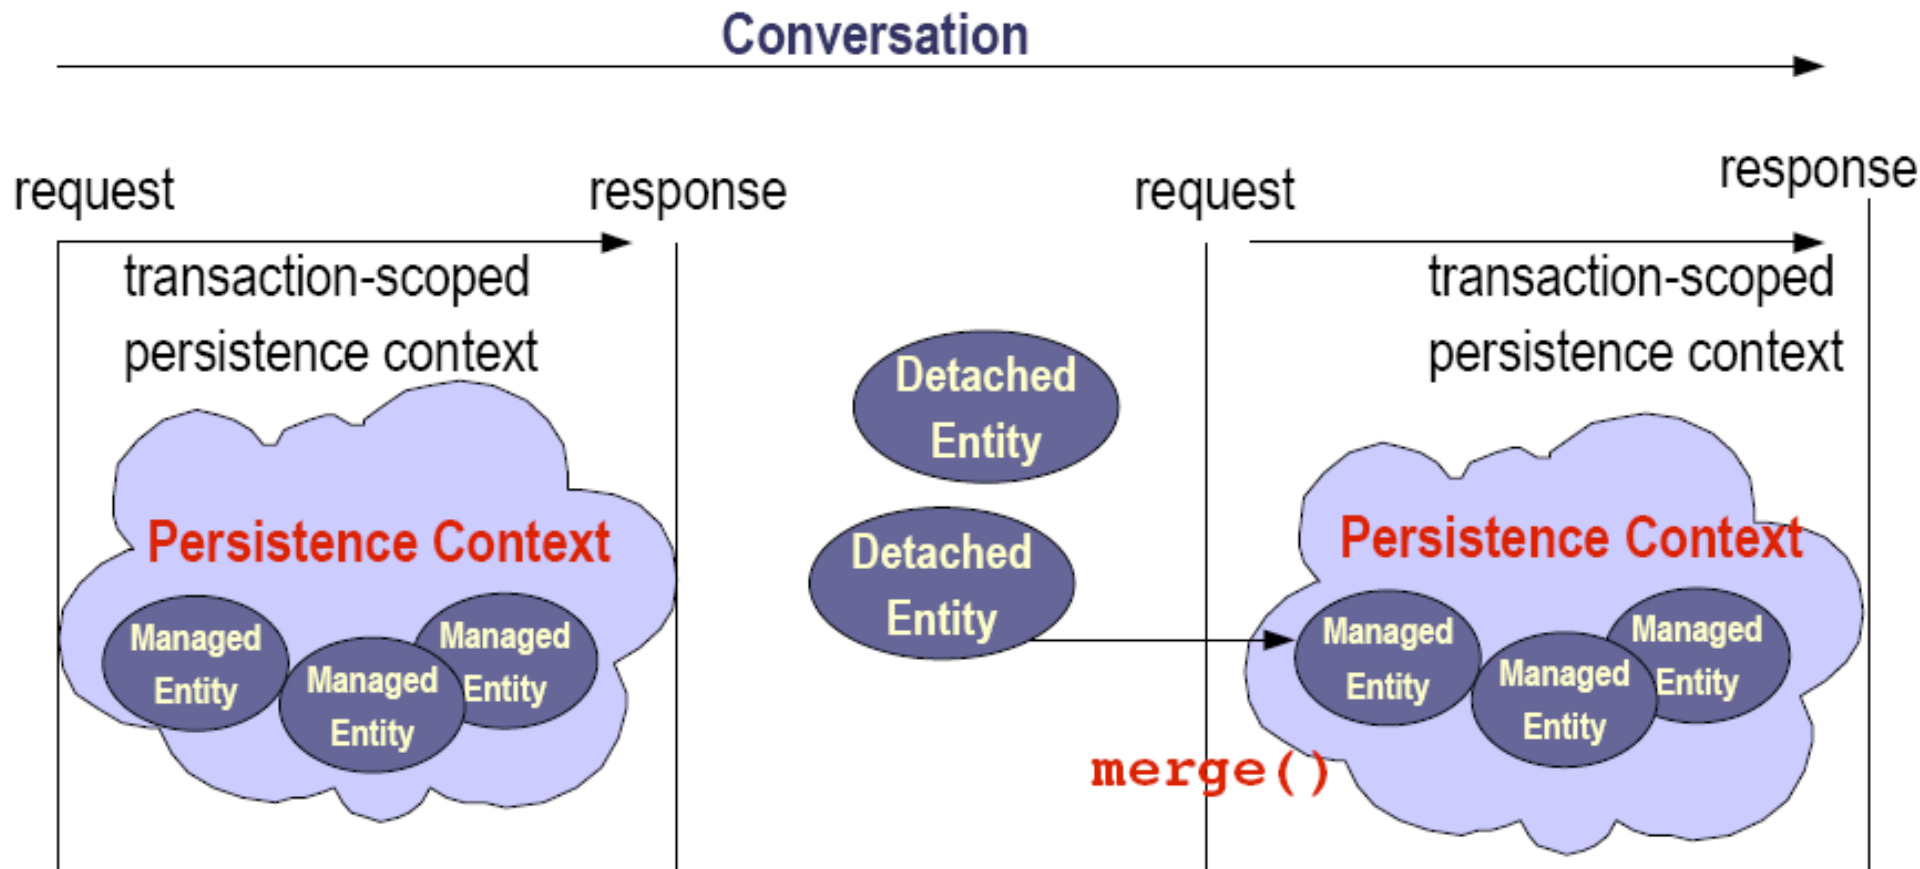 Conversation
request
response
request
response
transaction-scoped
persistence context
Persistence Context
Managed
Entity
Managed
Entity
Managed
Entity
Detached
Entity
Detached
Entity
transaction-scoped
persistence context
Persistence Context
Managed
Entity
Managed
Entity
Managed
Entity
merge()